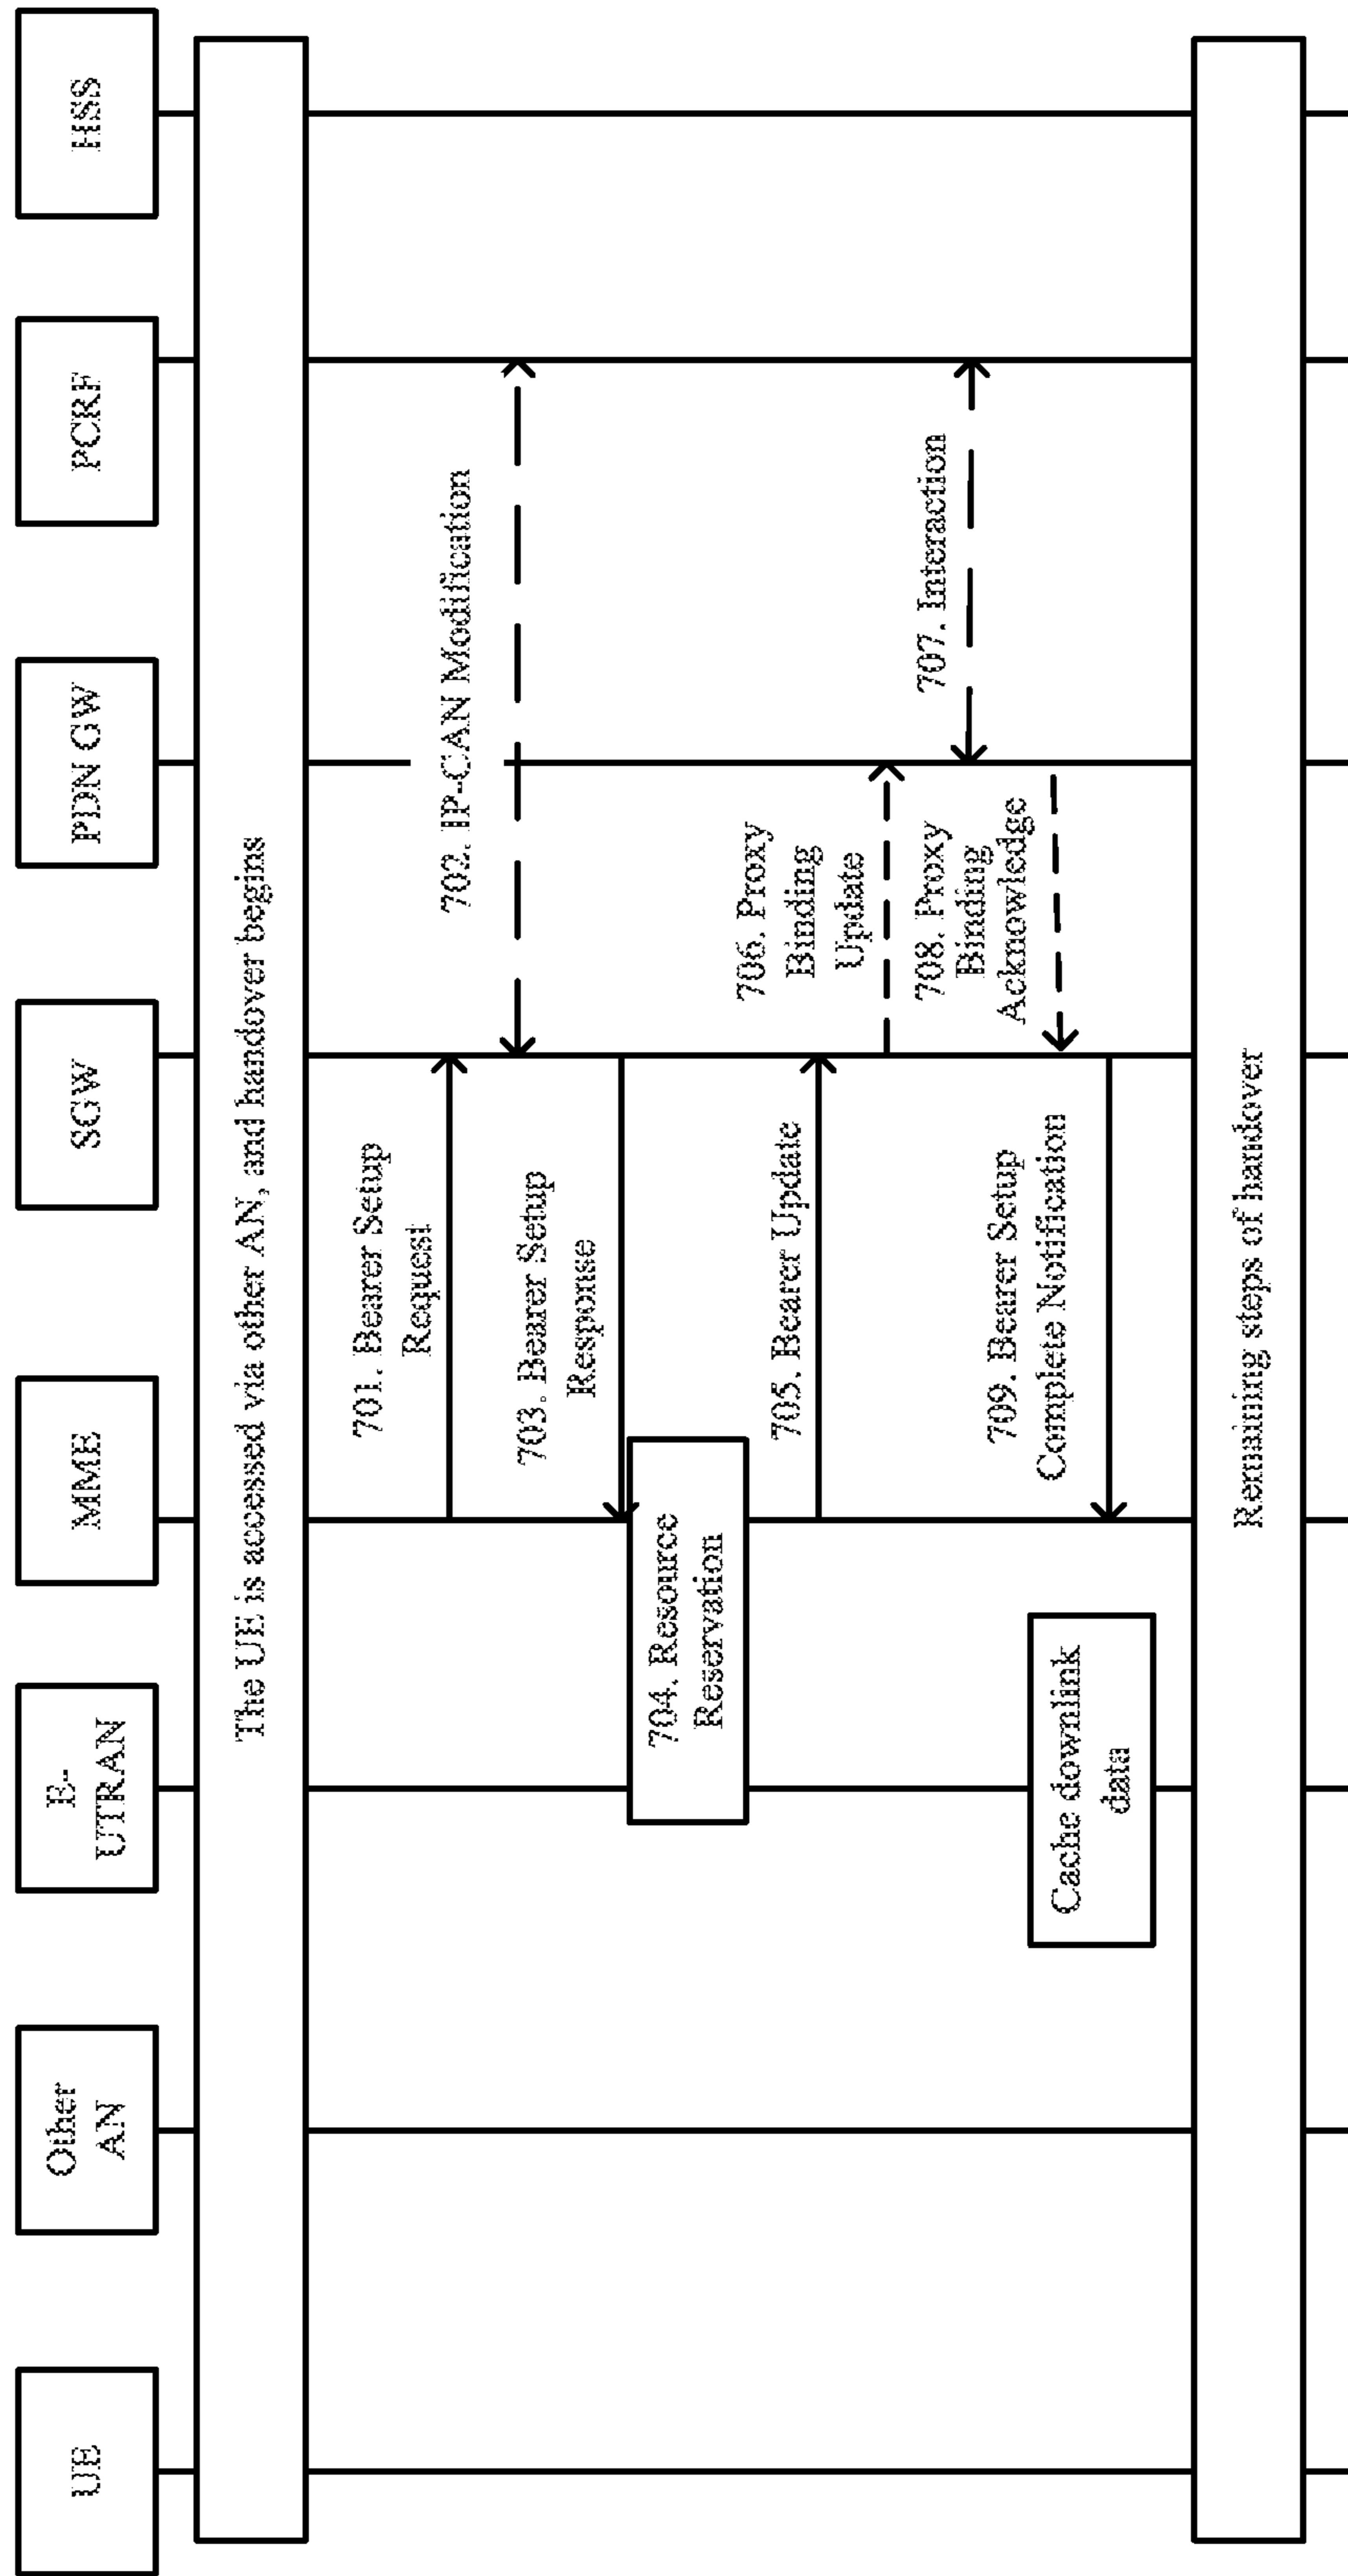 UE
Other
AN
E-
UTRAN
MME
SGW
PDN GW
PCRF
HSS
The UE is accessed via other AN, and handover begins
701. Bearer Setup
Request
702. IP-CAN Modification
703. Bearer Setup
Response
704. Resource
Reservation
705. Bearer Update
706. Proxy
Binding
Update
707. Interaction
708. Proxy
Binding
Acknowledge
709. Bearer Setup
Complete Notification
Cache downlink
data
Remaining steps of handover